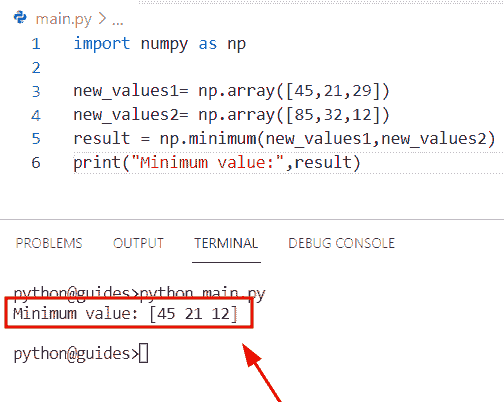 main.py > ...
1 import numpy as np
2
3 new_values1= np.array([45,21,29])
4 new_values2= np.array([85,32,12])
5 result = np.minimum(new_values1,new_values2)
6 print("Minimum value:",result)
PROBLEMS OUTPUT TERMINAL DEBUG CONSOLE
python@guides>python main.py
Minimum value: [45 21 12]
python@guides>